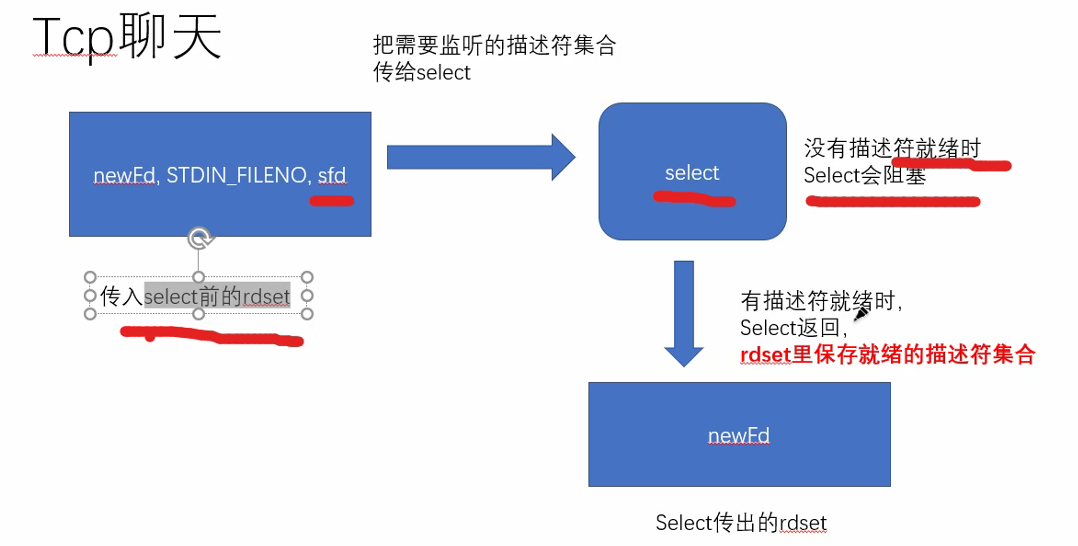 Tcp聊天
把需要监听的描述符集合
传给select
newFd, STDIN_FILENO, sfd
select
没有描述符就绪时
Select会阻塞
传入select前的rdset
有描述符就绪时,
Select返回,
rdset里保存就绪的描述符集合
newFd
Select传出的rdset